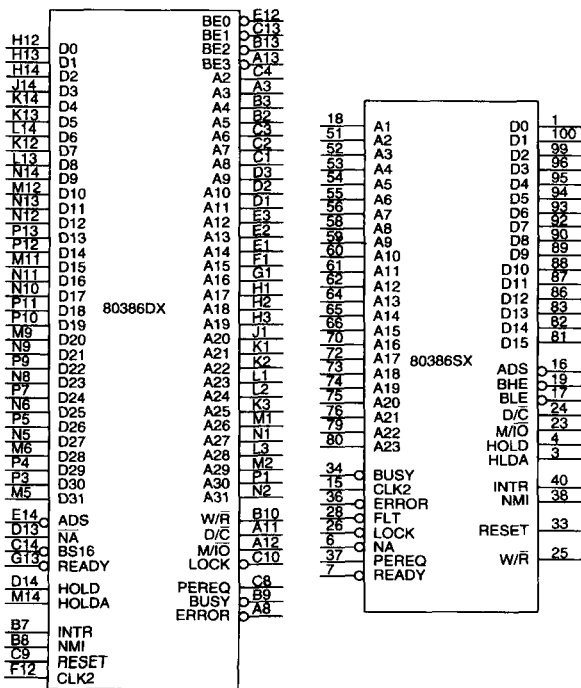 H12 D0
H13 D1
H14 D2
J14 D3
K14 D4
K13 D5
L14 D6
K12 D7
L13 D8
N14 D9
M12 D10
N13 D11
N12 D12
P13 D13
P12 D14
M11 D15
N11 D16
N10 D17
P11 D18
P10 D19
M9 D20
N9 D21
P9 D22
N8 D23
P7 D24
N6 D25
P5 D26
N5 D27
M6 D28
P4 D29
P3 D30
M5 D31
E14 ADS
D13 N̅A̅
C14 BS16
G13 READY
D14 HOLD
M14 HOLDA
B7 INTR
B8 NMI
C9 RESET
F12 CLK2
80386DX
BE0 E12
BE1 C13
BE2 B13
BE3 A13
A2 C4
A3 A3
A4 B3
A5 B2
A6 C3
A7 C2
A8 C1
A9 D3
A10 D2
A11 D1
A12 E3
A13 E2
A14 E1
A15 F1
A16 G1
A17 H1
A18 H2
A19 H3
A20 J1
A21 K1
A22 K2
A23 L1
A24 L2
A25 K3
A26 M1
A27 N1
A28 L3
A29 M2
A30 P1
A31 N2
W/R̅ B10
D/C̅ A11
M/I̅O̅ A12
LOCK C10
PEREQ C8
BUSY B9
ERROR A8
18 A1
51 A2
52 A3
53 A4
54 A5
55 A6
56 A7
58 A8
59 A9
60 A10
61 A11
62 A12
64 A13
65 A14
66 A15
70 A16
72 A17
73 A18
74 A19
75 A20
76 A21
79 A22
80 A23
34 BUSY
15 CLK2
36 ERROR
28 FLT
26 LOCK
6 NA
37 PEREQ
7 READY
80386SX
D0 1
D1 100
D2 99
D3 96
D4 95
D5 94
D6 93
D7 92
D8 90
D9 89
D10 88
D11 87
D12 86
D13 83
D14 82
D15 81
ADS 16
BHE 19
BLE 17
D/C̅ 24
M/I̅O̅ 23
HOLD 4
HLDA 3
INTR 40
NMI 38
RESET 33
W/R̅ 25